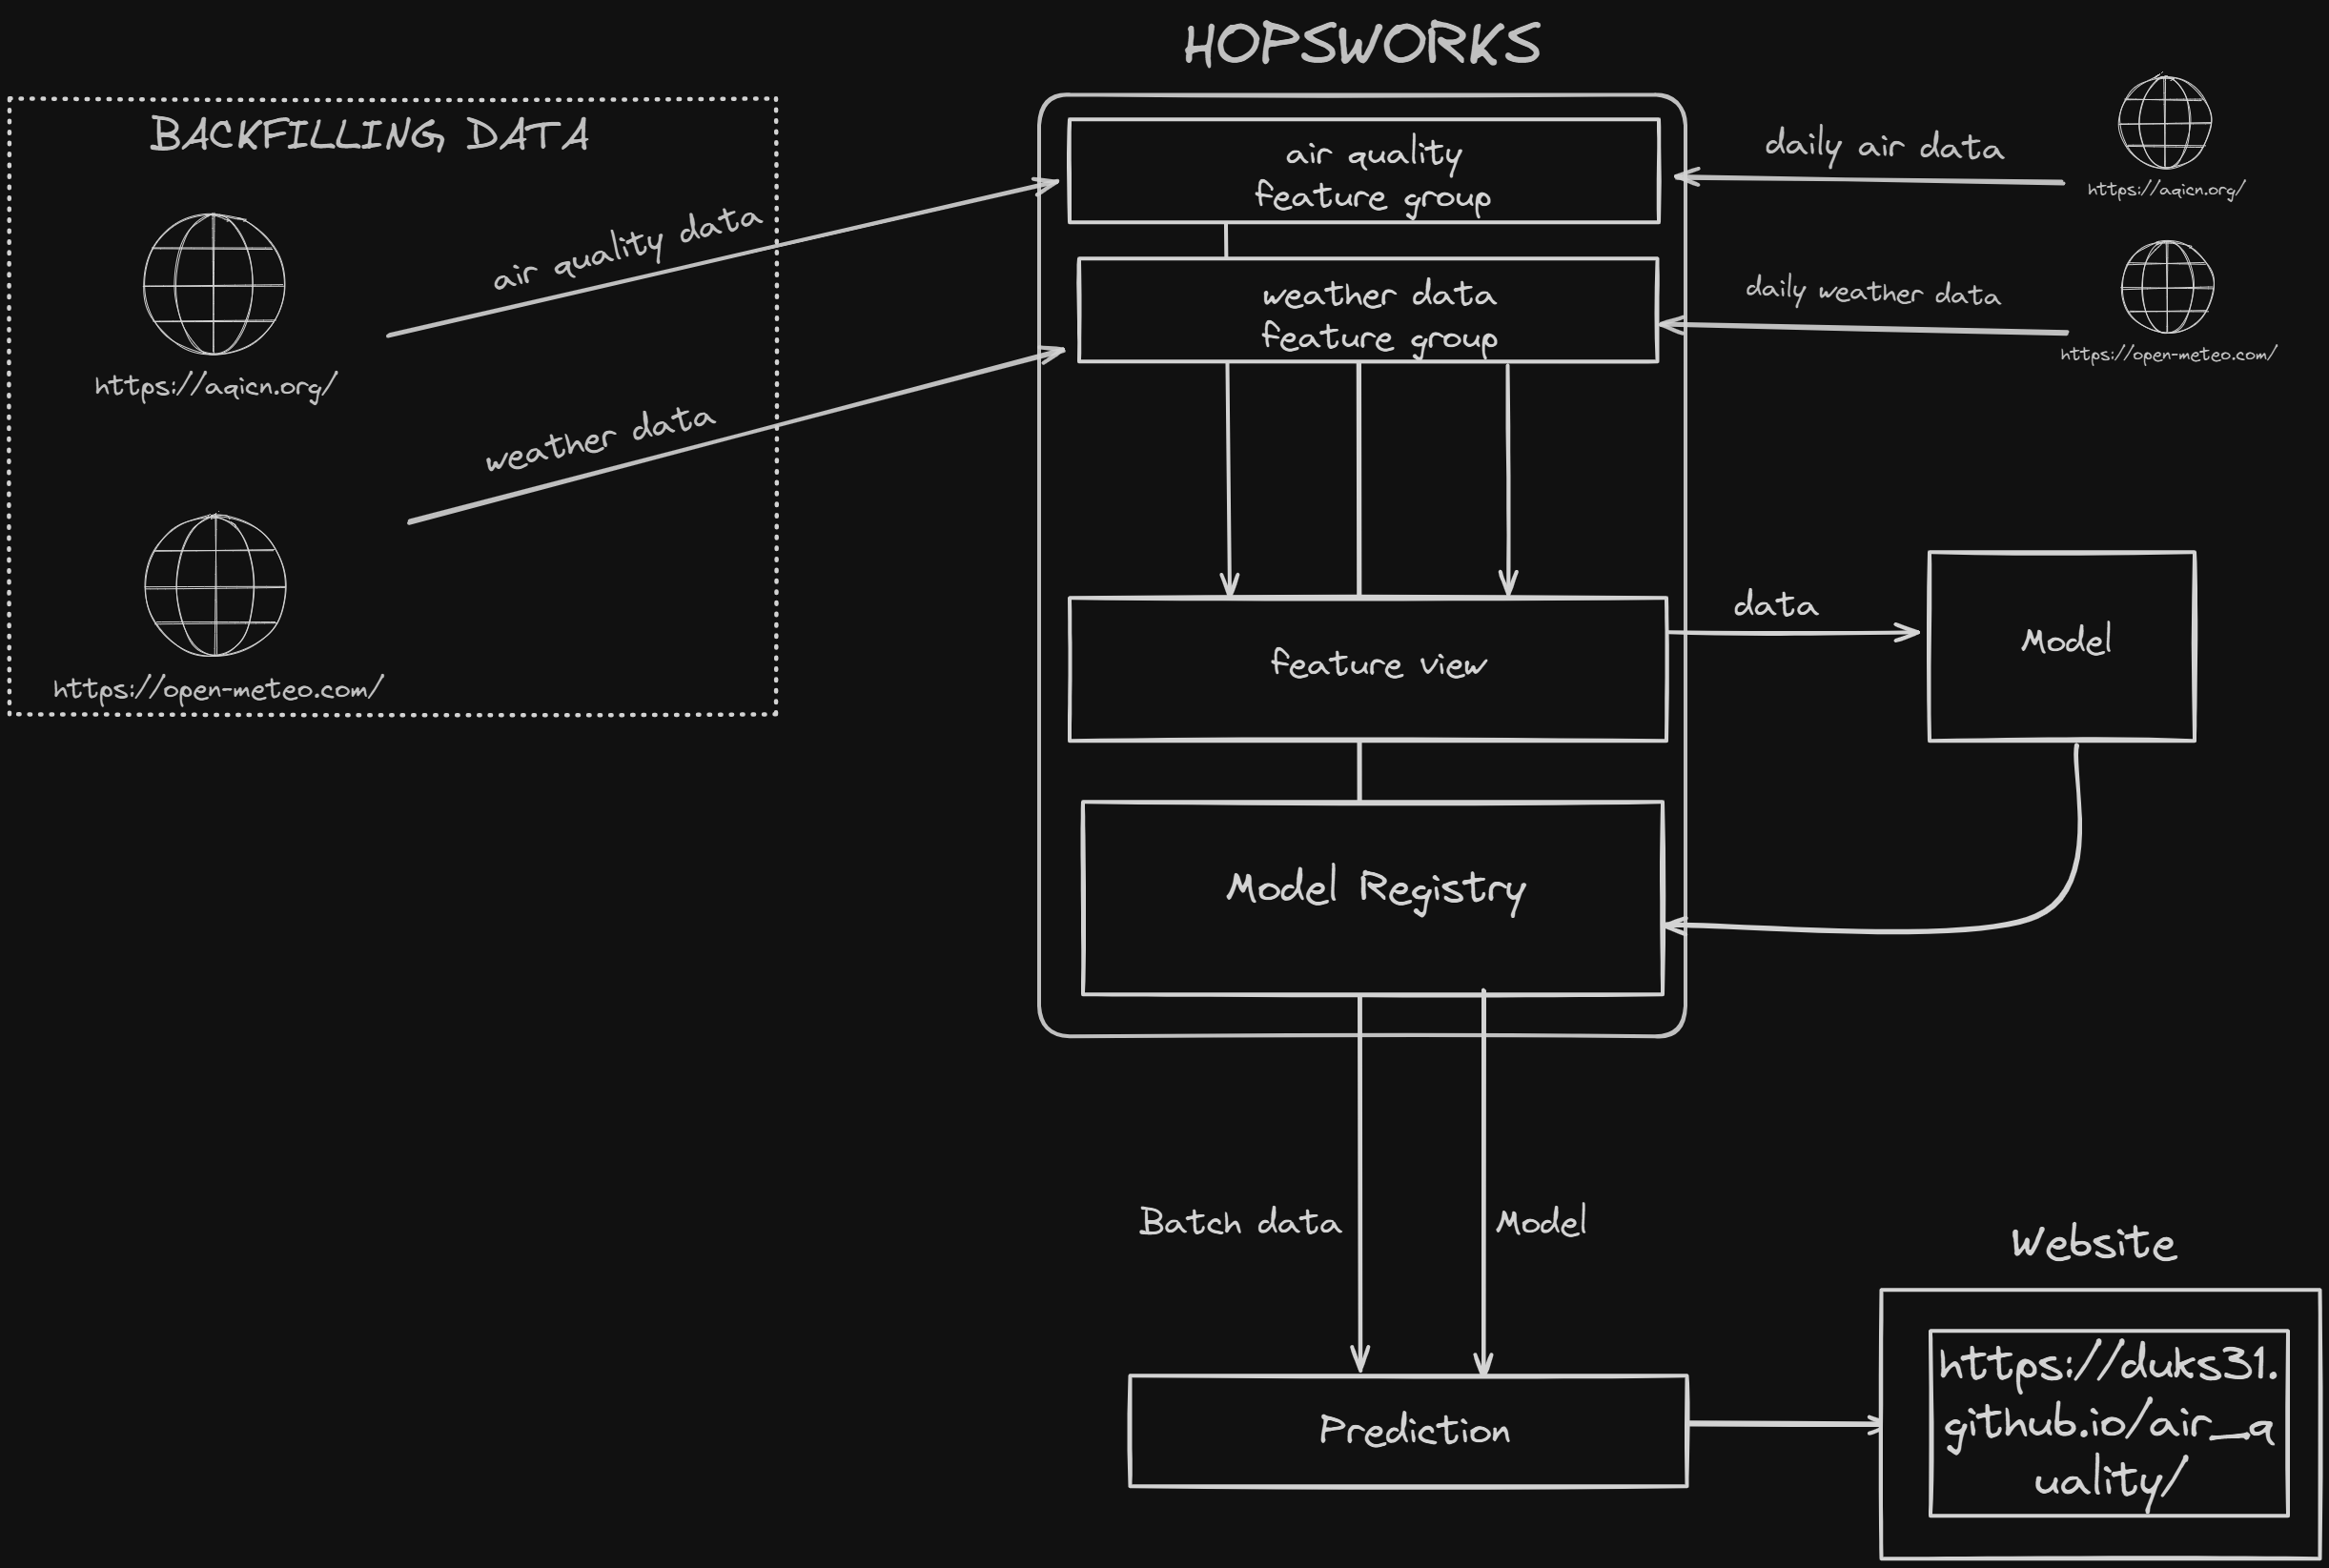 HOPSWORKS
BACKFILLING DATA
air quality data
https://aqicn.org/
weather data
https://open-meteo.com/
air quality
feature group
weather data
feature group
daily air data
https://aqicn.org/
daily weather data
https://open-meteo.com/
feature view
data
Model
Model Registry
Batch data
Model
Prediction
Website
https://duks31.
github.io/air_q
uality/